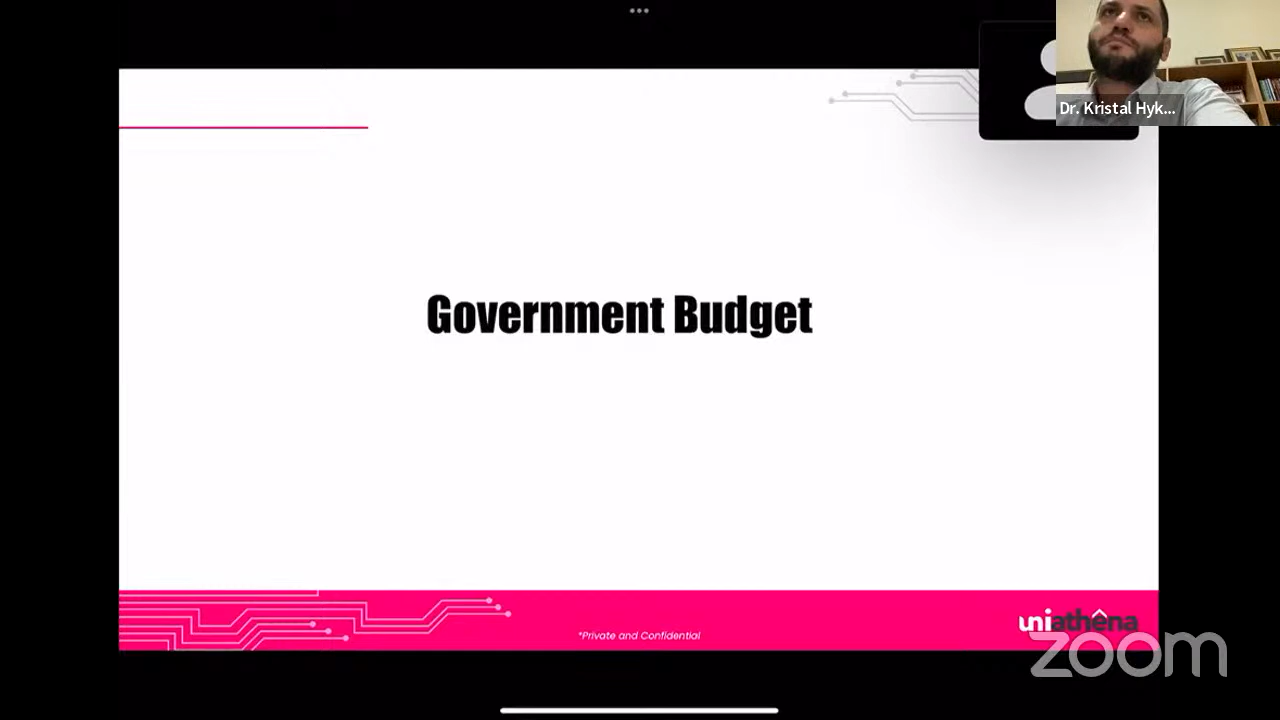 Dr. Kristal Hyk...
Government Budget
*Private and Confidential
uniathena
zoom